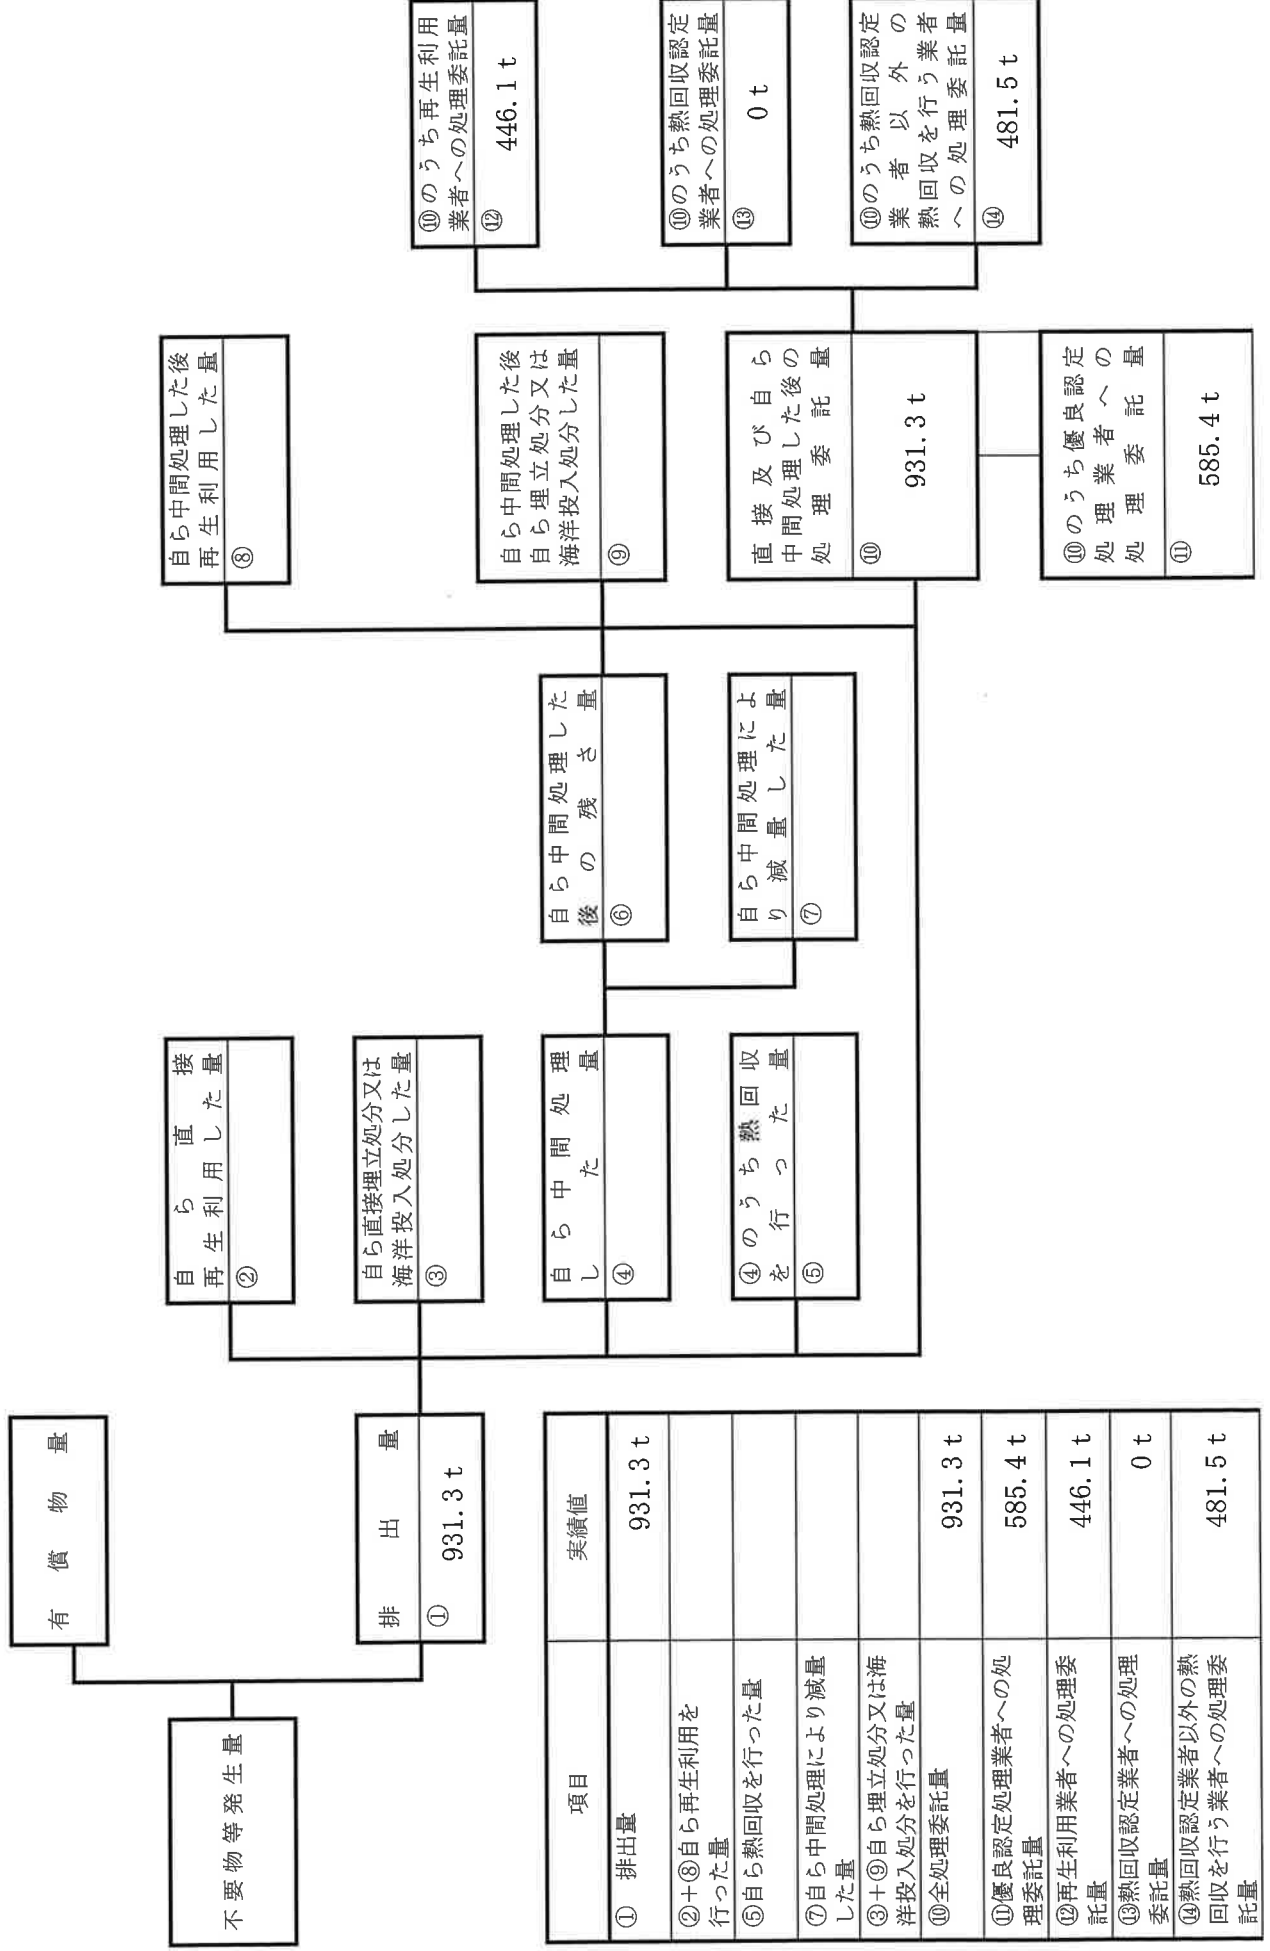 不要物等発生量
有償物量
排出量
①
931.3 t
自ら直接
再生利用した量
②
自ら直接埋立処分又は
海洋投入処分した量
③
自ら中間処理
した量
④
④のうち熱回収
を行った量
⑤
自ら中間処理した
後の残さ量
⑥
自ら中間処理によ
り減量した量
⑦
自ら中間処理した後
再生利用した量
⑧
自ら中間処理した後
自ら埋立処分又は
海洋投入処分した量
⑨
直接及び自ら
中間処理した後の
処理委託量
⑩
931.3 t
⑩のうち優良認定
処理業者への
処理委託量
⑪
585.4 t
⑩のうち再生利用
業者への処理委託量
⑫
446.1 t
⑩のうち熱回収認定
業者への処理委託量
⑬
0 t
⑩のうち熱回収認定
業者以外の
熱回収を行う業者
への処理委託量
⑭
481.5 t
項目 実績値
① 排出量 931.3 t
②+⑧自ら再生利用を
行った量
⑤自ら熱回収を行った量
⑦自ら中間処理により減量
した量
③+⑨自ら埋立処分又は海
洋投入処分を行った量
⑩全処理委託量 931.3 t
⑪優良認定処理業者への処
理委託量 585.4 t
⑫再生利用業者への処理委
託量 446.1 t
⑬熱回収認定業者への処理
委託量 0 t
⑭熱回収認定業者以外の熱
回収を行う業者への処理委
託量 481.5 t